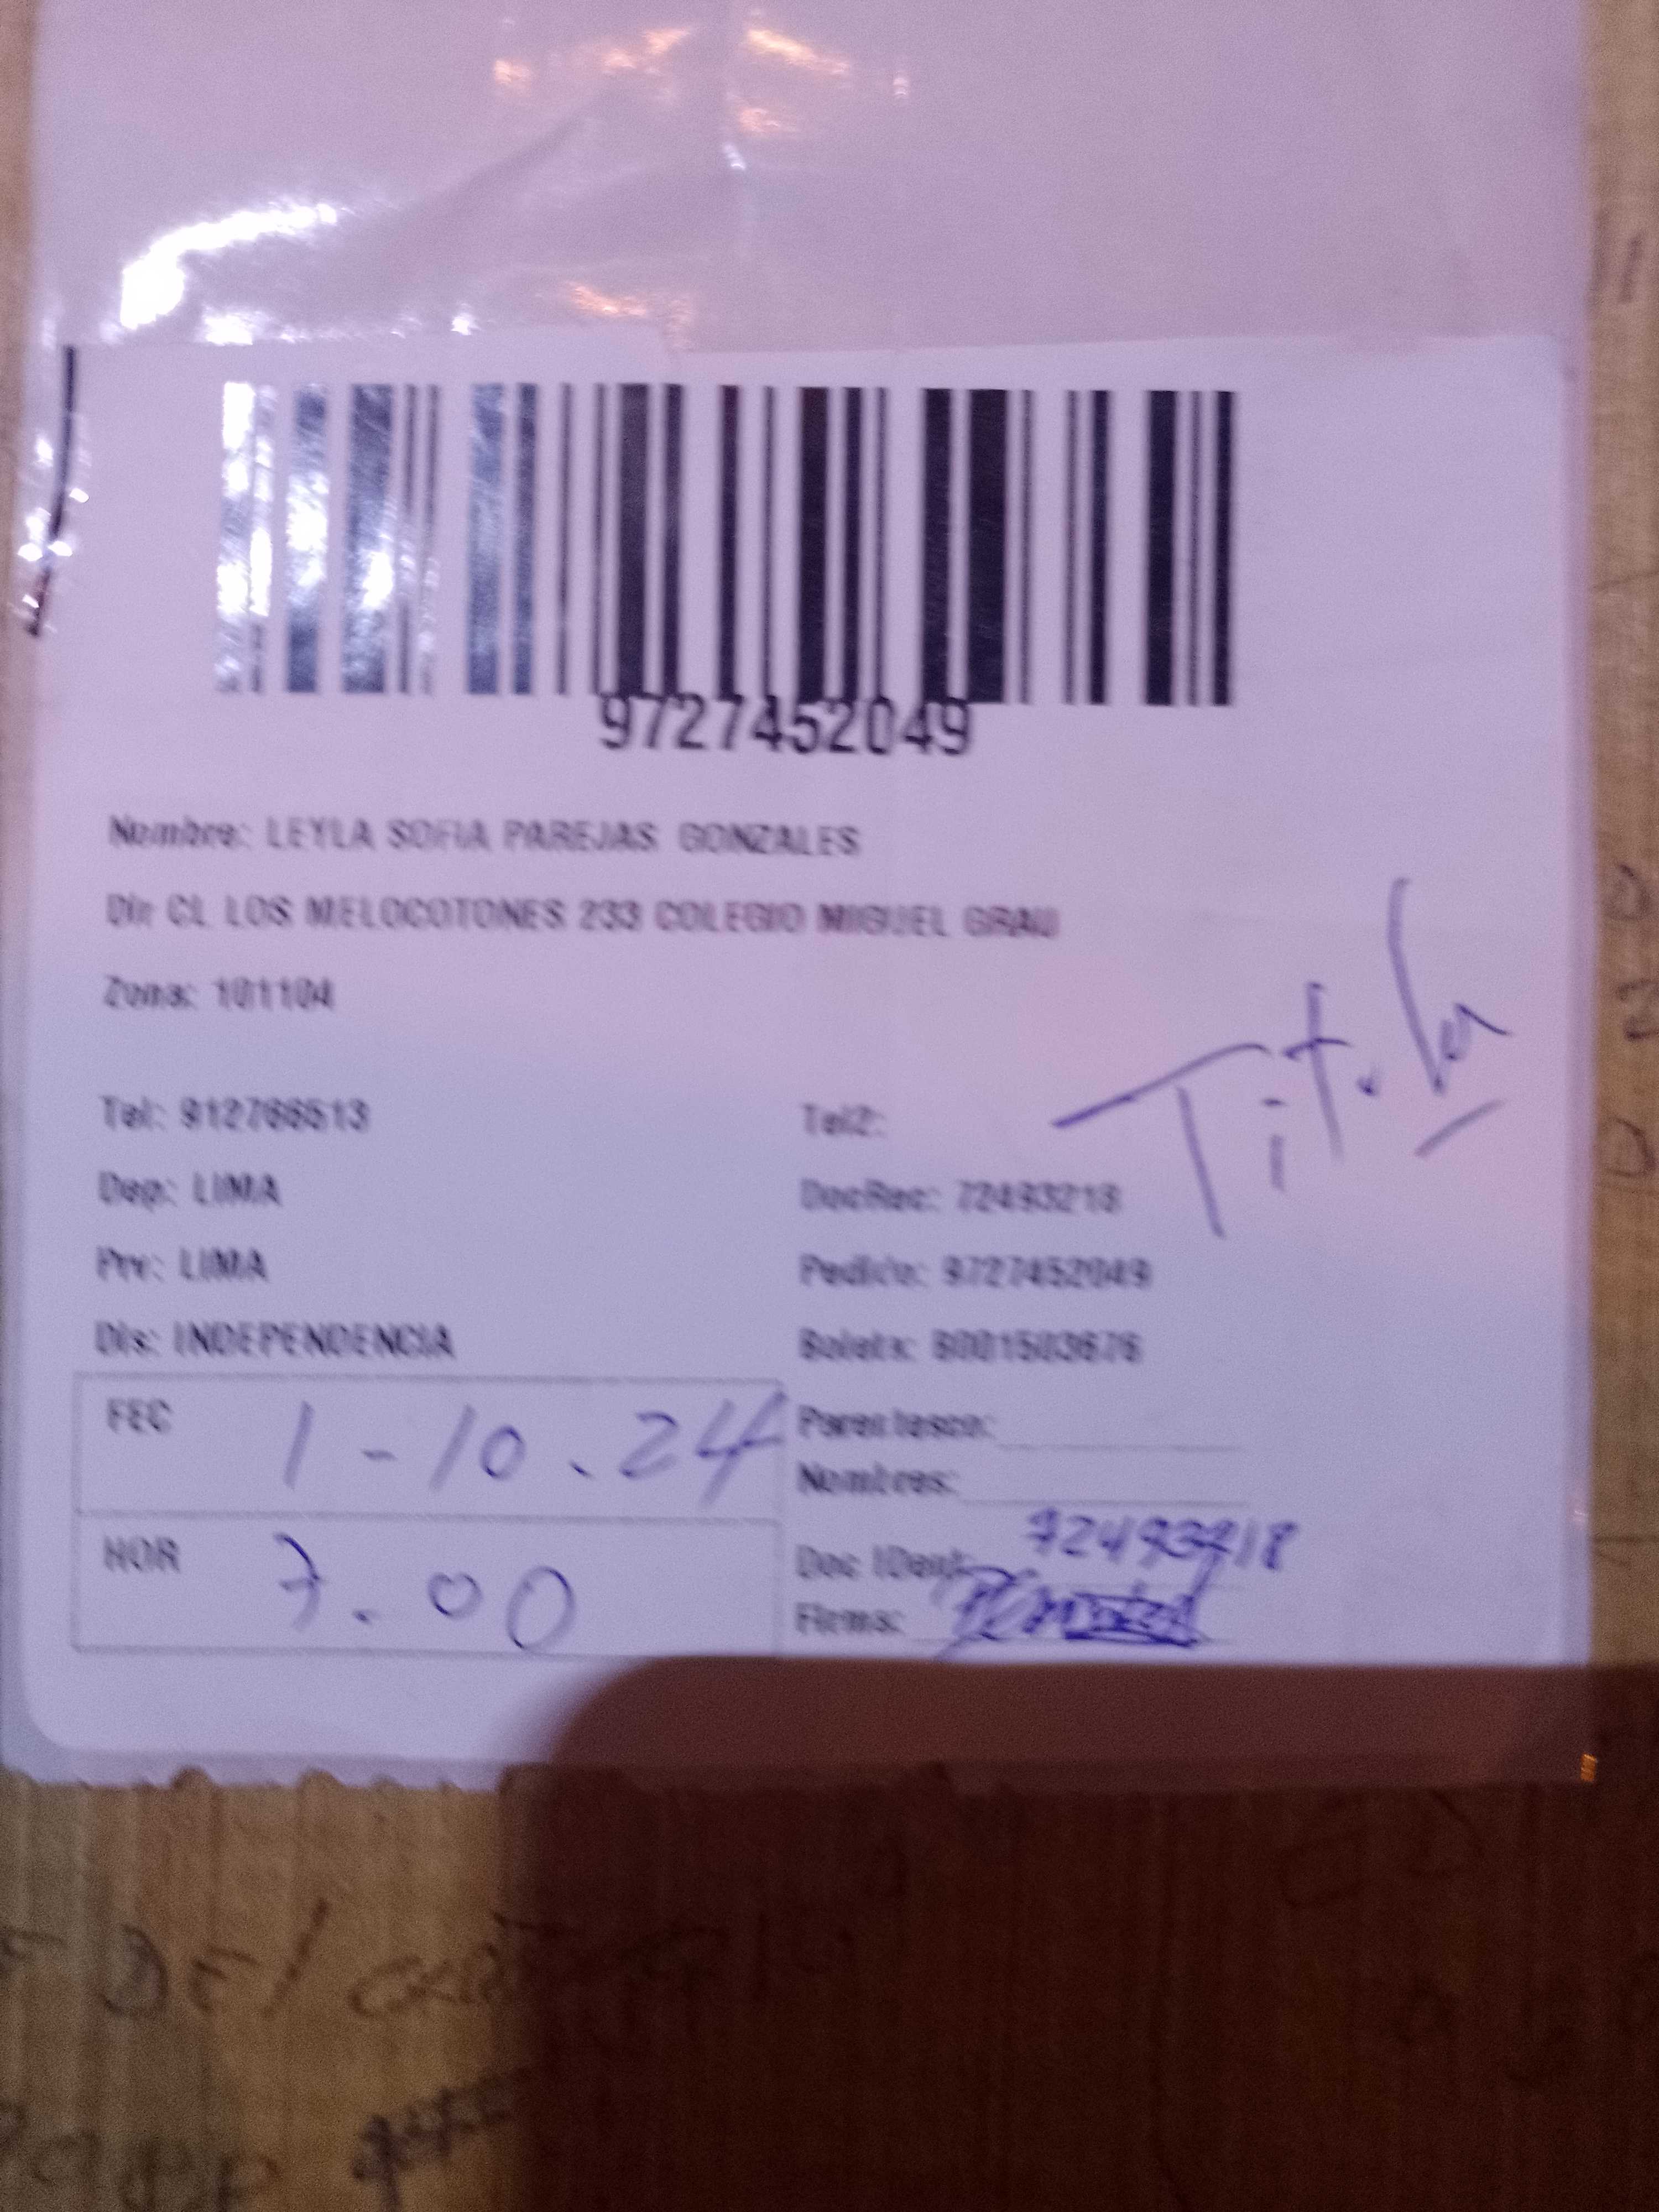 9727452049
Nombre: LEYLA SOFIA PAREJAS GONZALES
Dir CL LOS MELOCOTONES 233 COLEGIO MIGUEL GRAU
Zona: 101104
Titular
Tel: 912766513 Tel2:
Dep: LIMA DocRec: 72493218
Prv: LIMA Pedido: 9727452049
Dis: INDEPENDENCIA Boleta: B001503676
FEC 1-10.24 Parentesco:
Nombres:
HOR 7.00 Doc IDent: 72493218
Firma: